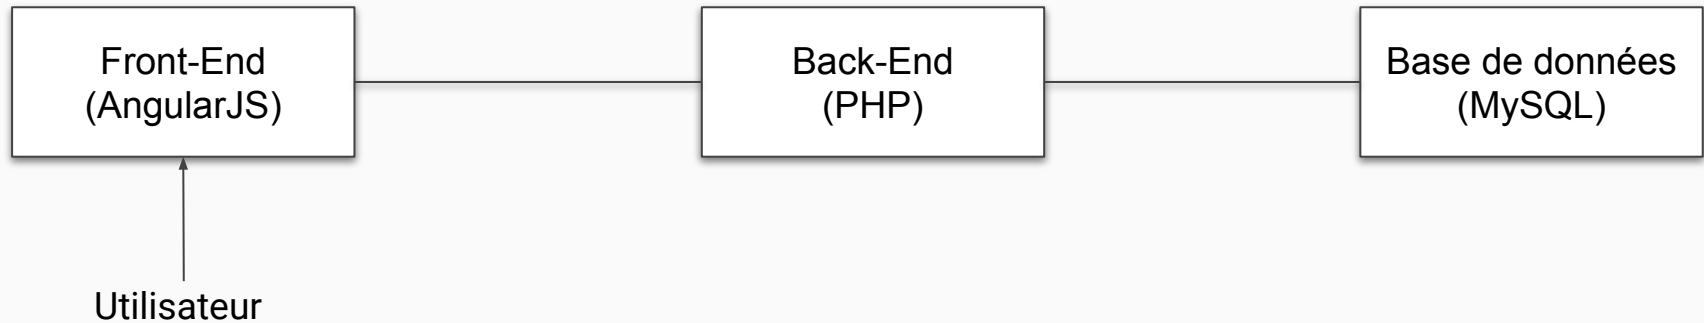 Front-End
(AngularJS)
Back-End
(PHP)
Base de données
(MySQL)
Utilisateur